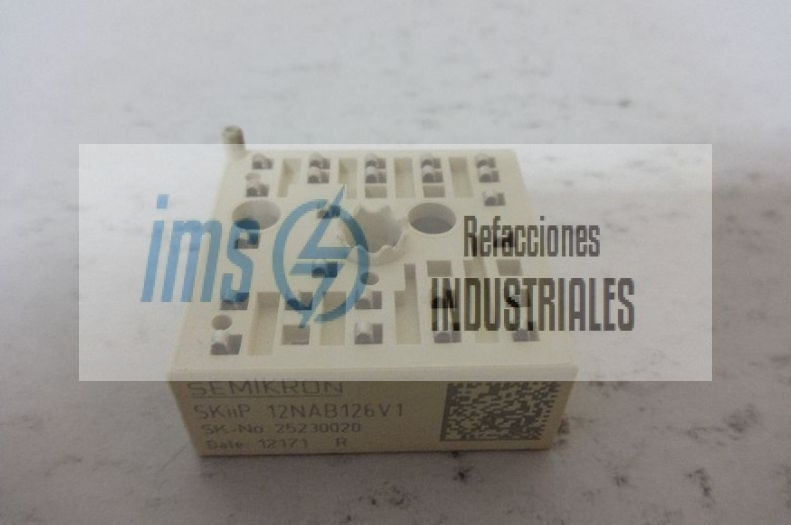 ims
Refacciones
INDUSTRIALES
SEMIKRON
SKiiP 12NAB126V1
SK-No. 25230020
Date: 12171 R